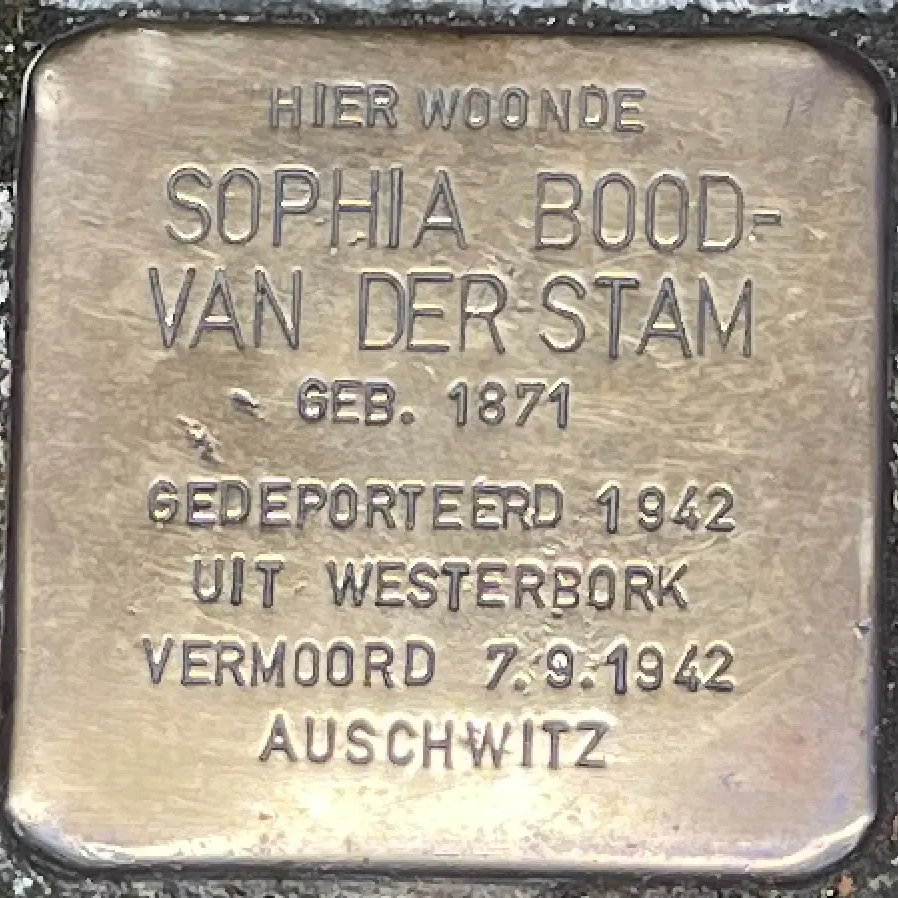 HIER WOONDE
SOPHIA BOOD-
VAN DER STAM
GEB. 1871
GEDEPORTEERD 1942
UIT WESTERBORK
VERMOORD 7.9.1942
AUSCHWITZ